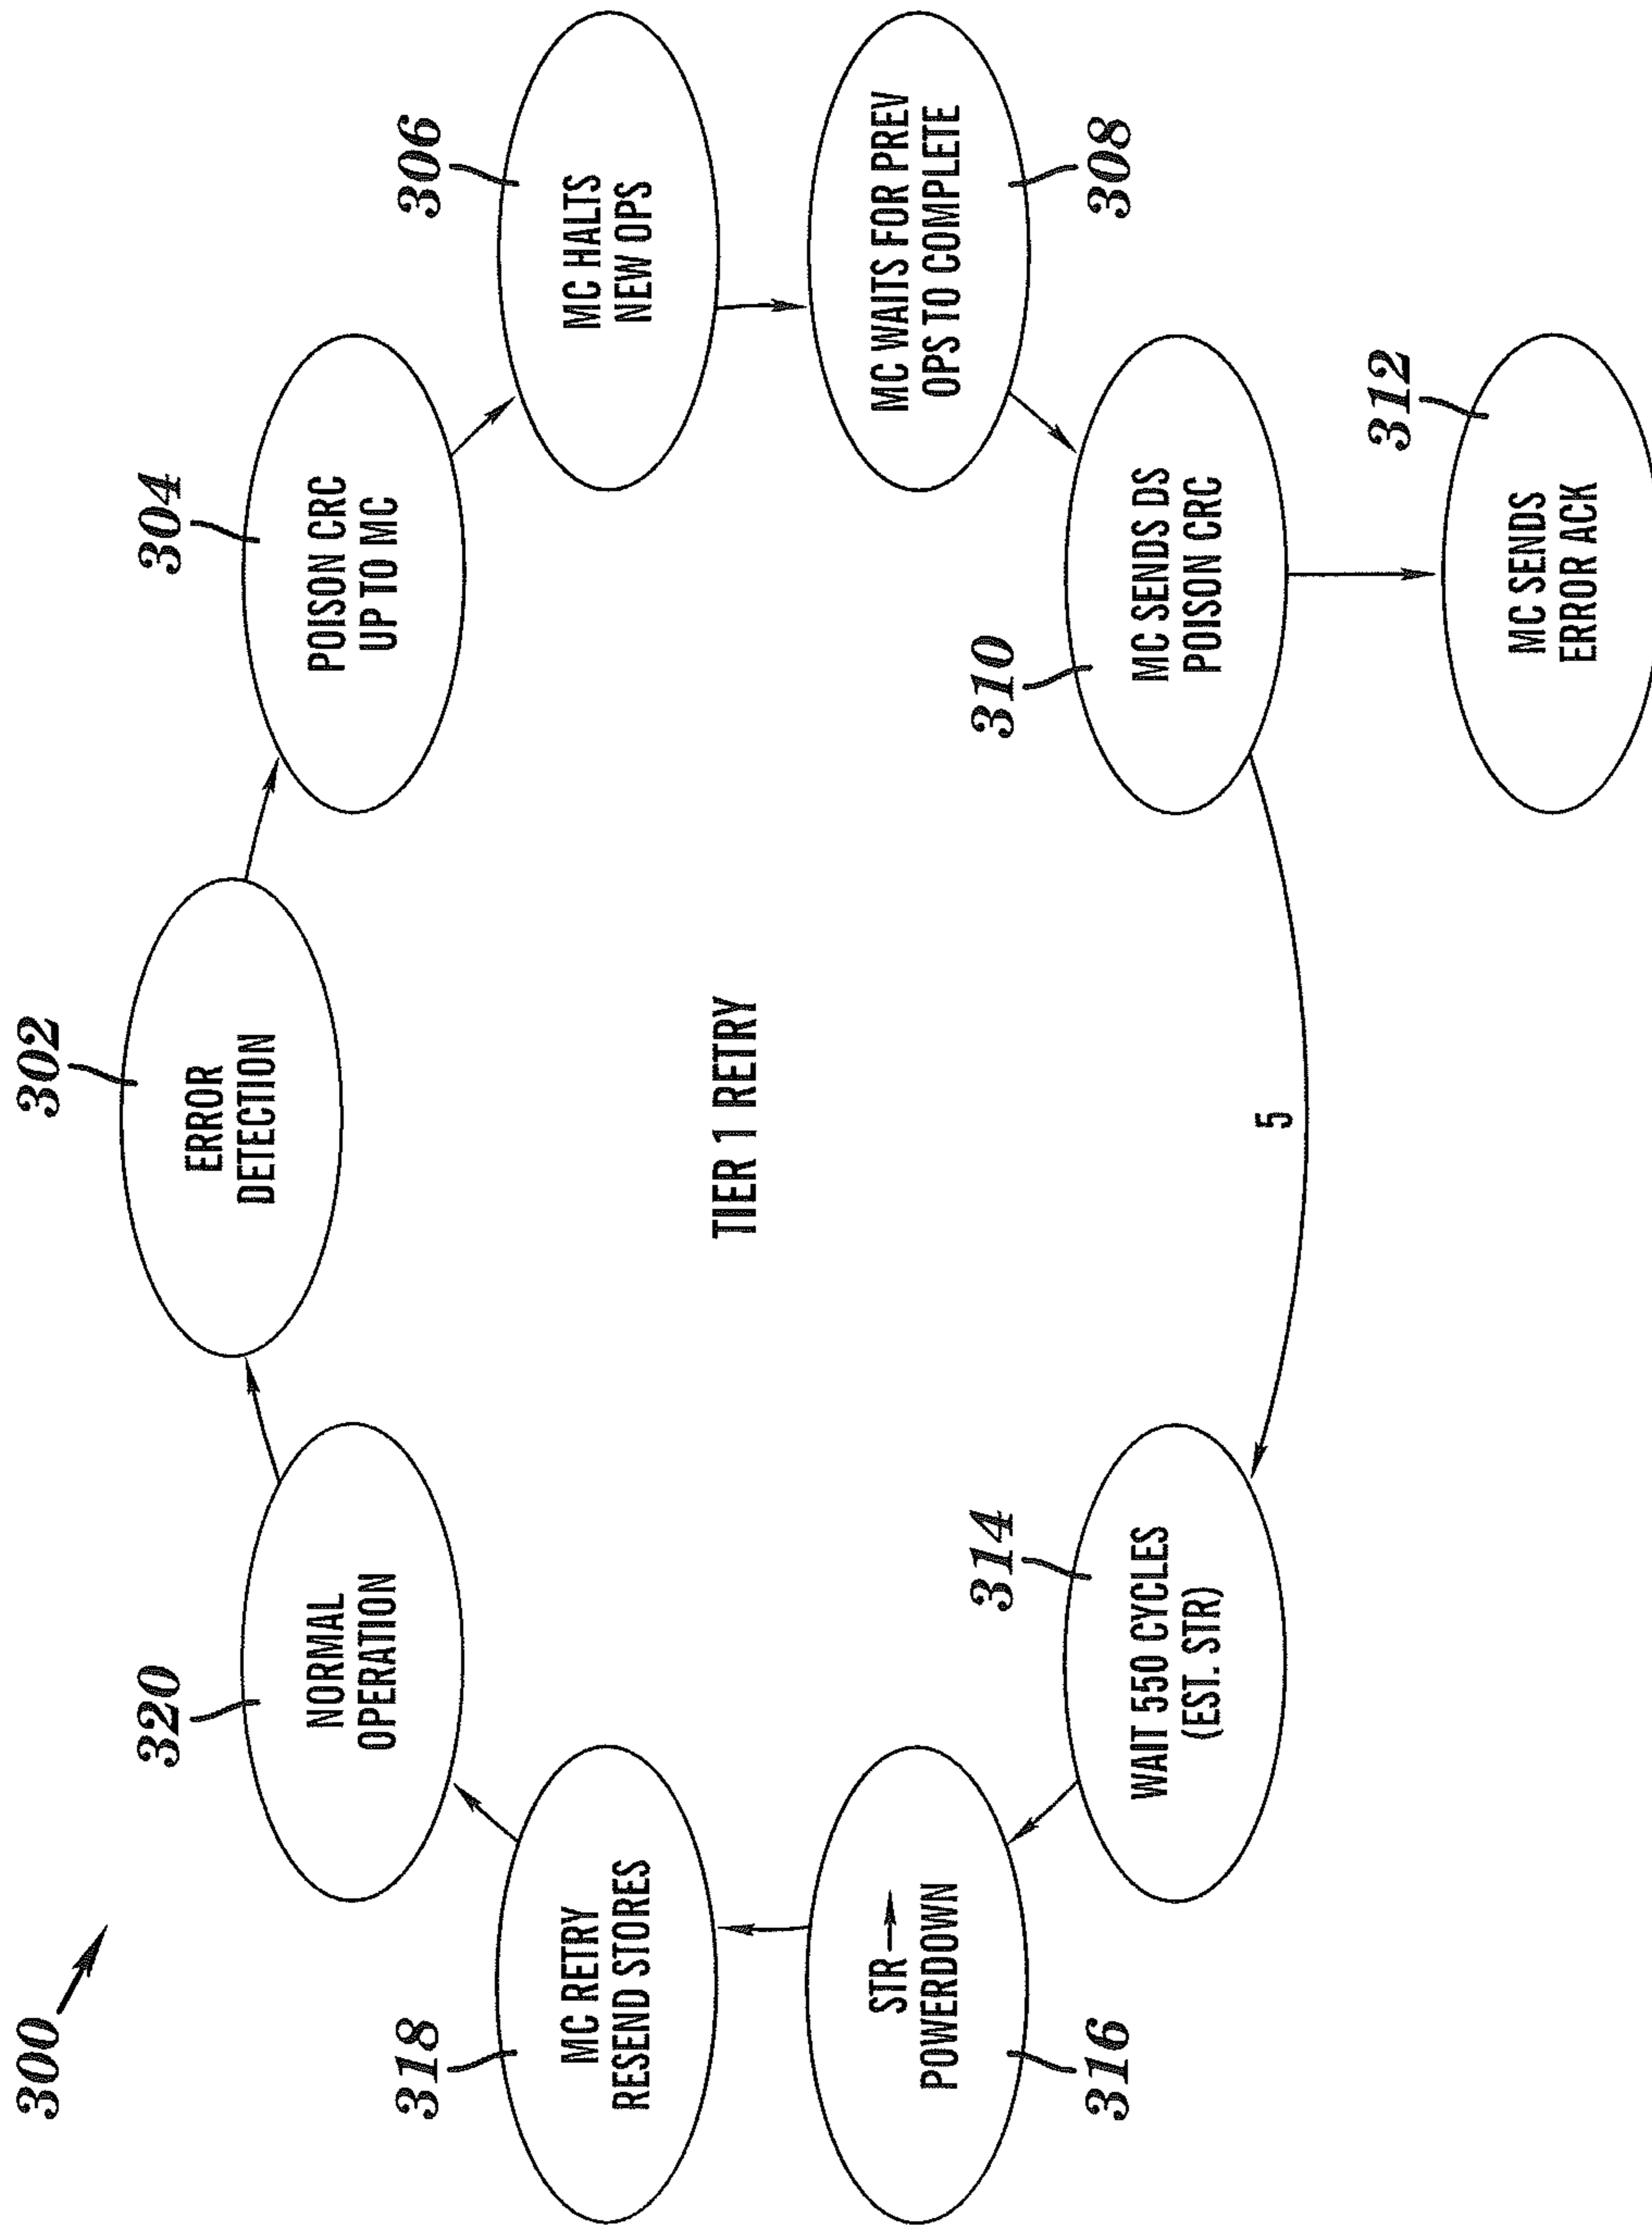 300
302
ERROR
DETECTION
304
POISON CRC
UP TO MC
306
MC HALTS
NEW OPS
308
MC WAITS FOR PREV
OPS TO COMPLETE
310
MC SENDS DS
POISON CRC
312
MC SENDS
ERROR ACK
5
314
WAIT 550 CYCLES
(EST. STR)
316
STR→
POWERDOWN
318
MC RETRY
RESEND STORES
320
NORMAL
OPERATION
TIER 1 RETRY